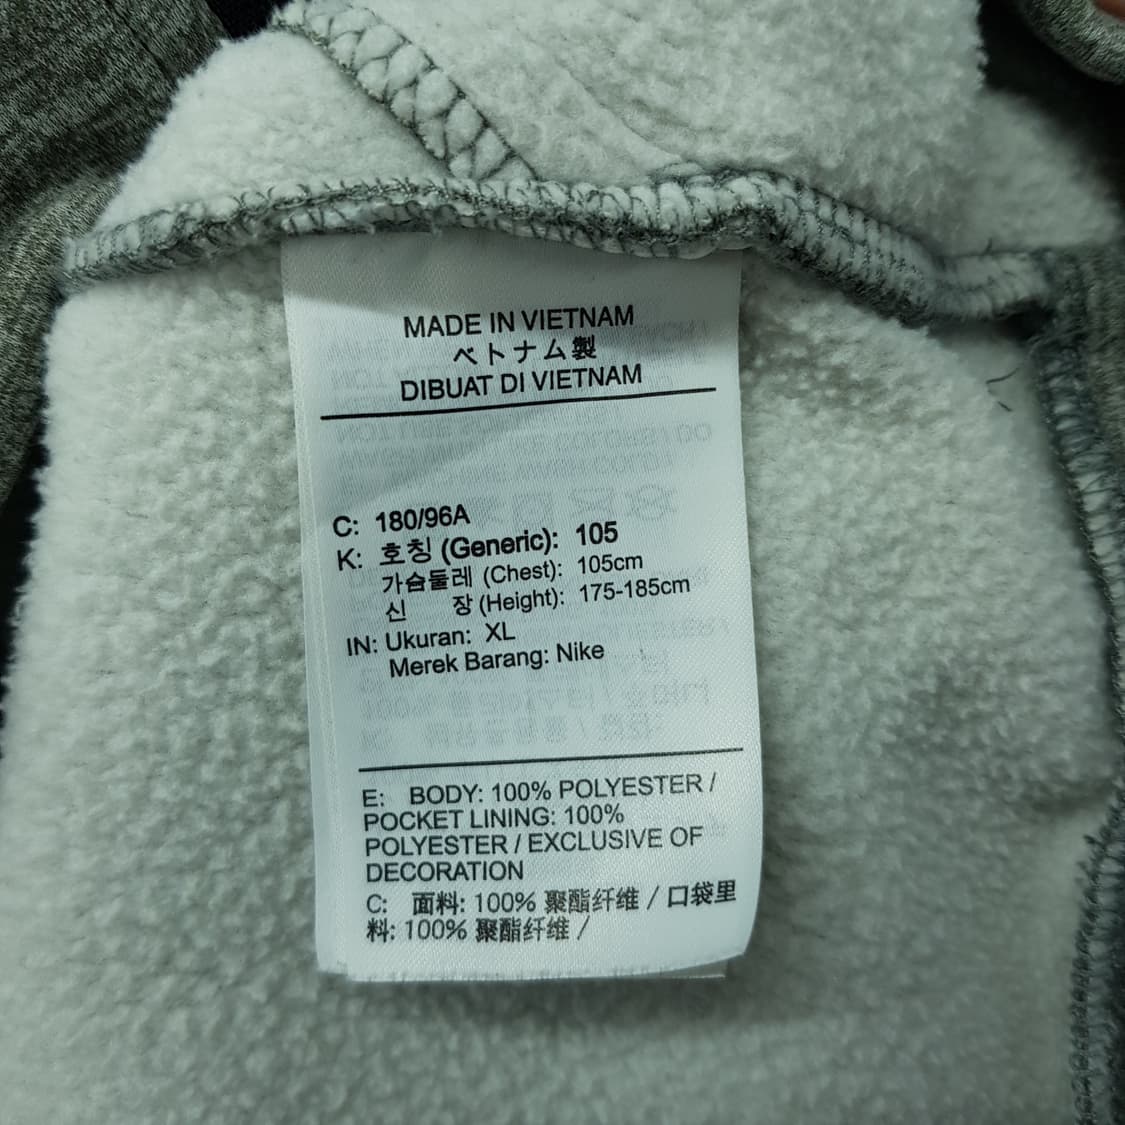 MADE IN VIETNAM
ベトナム製
DIBUAT DI VIETNAM
C: 180/96A
K: 호칭 (Generic): 105
가슴둘레 (Chest): 105cm
신 장 (Height): 175-185cm
IN: Ukuran: XL
Merek Barang: Nike
E: BODY: 100% POLYESTER /
POCKET LINING: 100%
POLYESTER / EXCLUSIVE OF
DECORATION
C: 面料: 100% 聚酯纤维 / 口袋里
料: 100% 聚酯纤维 /